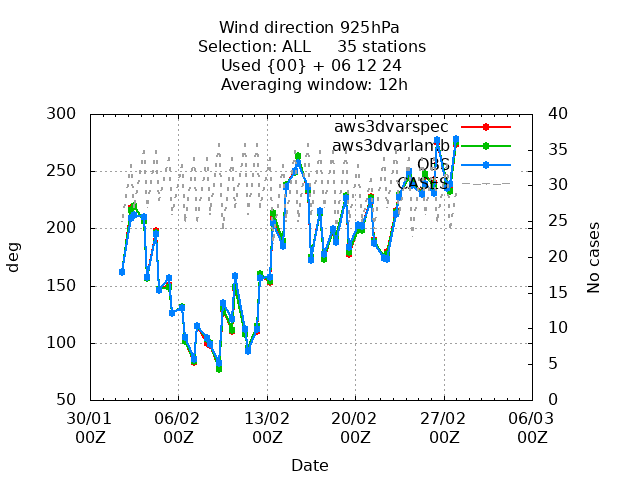 Wind direction 925hPa
Selection: ALL 35 stations
Used {00} + 06 12 24
Averaging window: 12h
300 40
aws3dvarspec
35
aws3dvarlamb
250 OBS
30
CASES
200 25
deg
20
No cases
150 15
100 10
5
50 0
30/01 06/02 13/02 20/02 27/02 06/03
00Z 00Z 00Z 00Z 00Z 00Z
Date